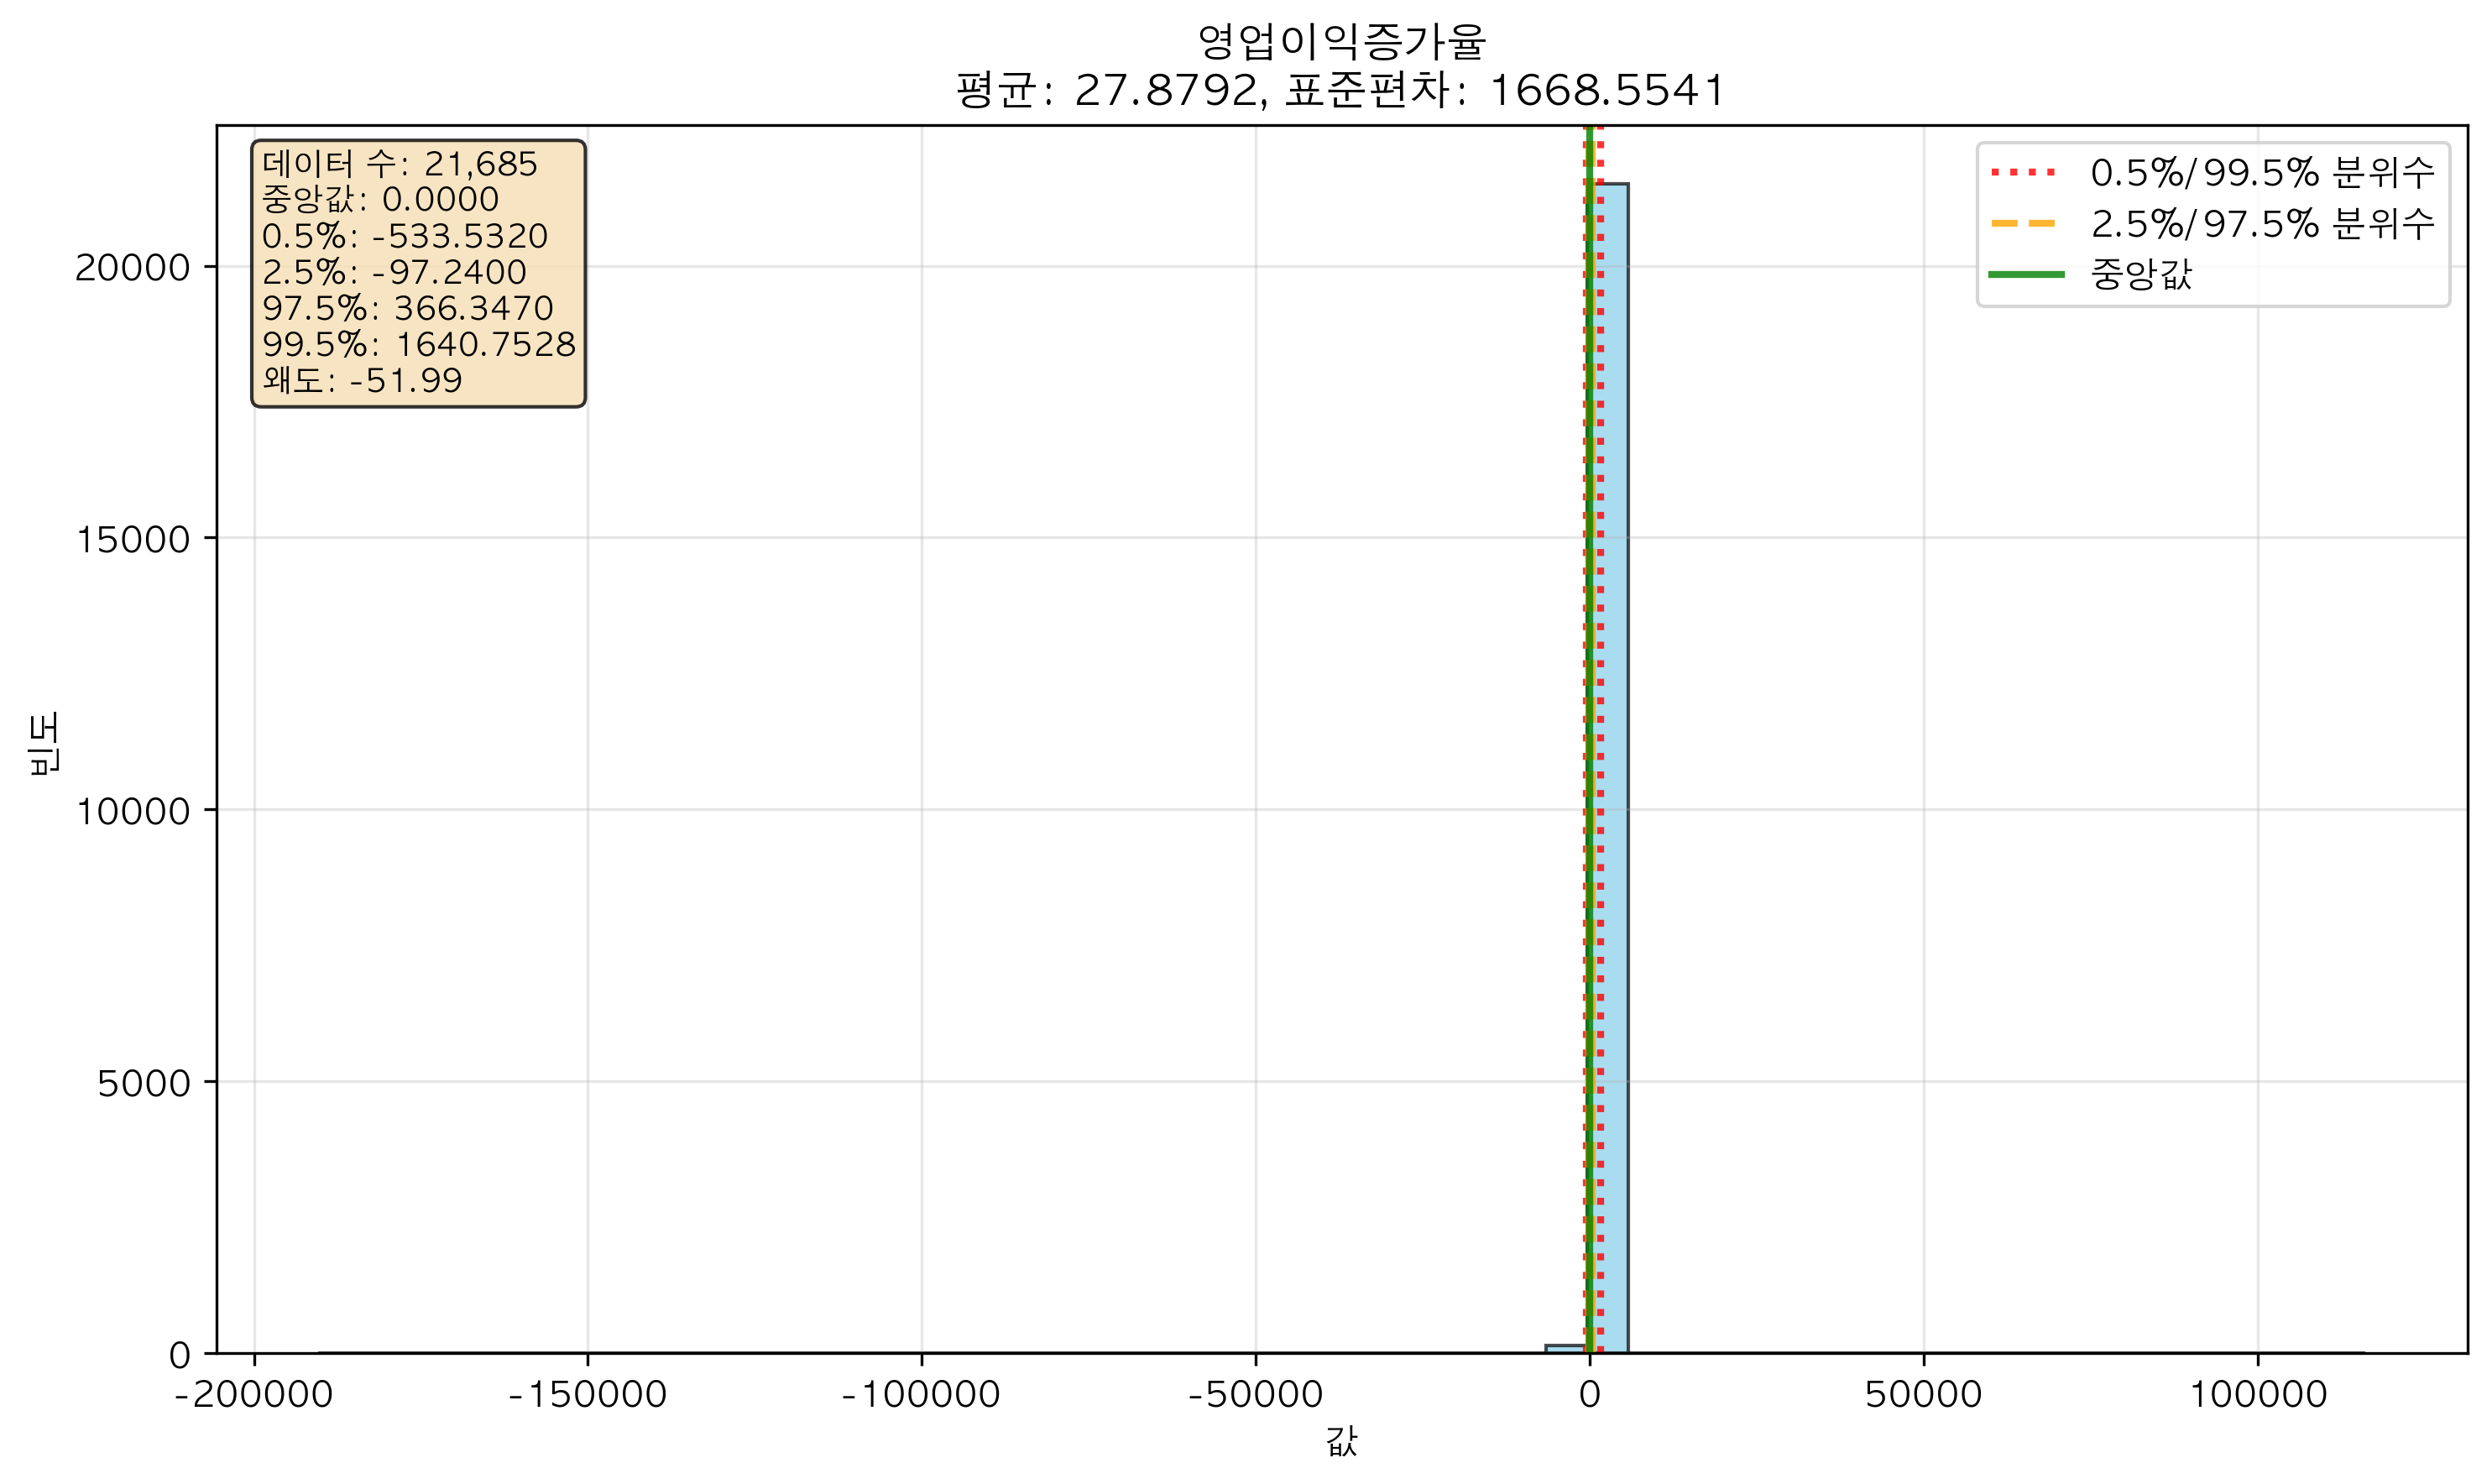 영업이익증가율
평균: 27.8792, 표준편차: 1668.5541
데이터 수: 21,685
중앙값: 0.0000
0.5%: -533.5320
2.5%: -97.2400
97.5%: 366.3470
99.5%: 1640.7528
왜도: -51.99
0.5%/99.5% 분위수
2.5%/97.5% 분위수
중앙값
빈도
20000
15000
10000
5000
0
-200000
-150000
-100000
-50000
0
50000
100000
값